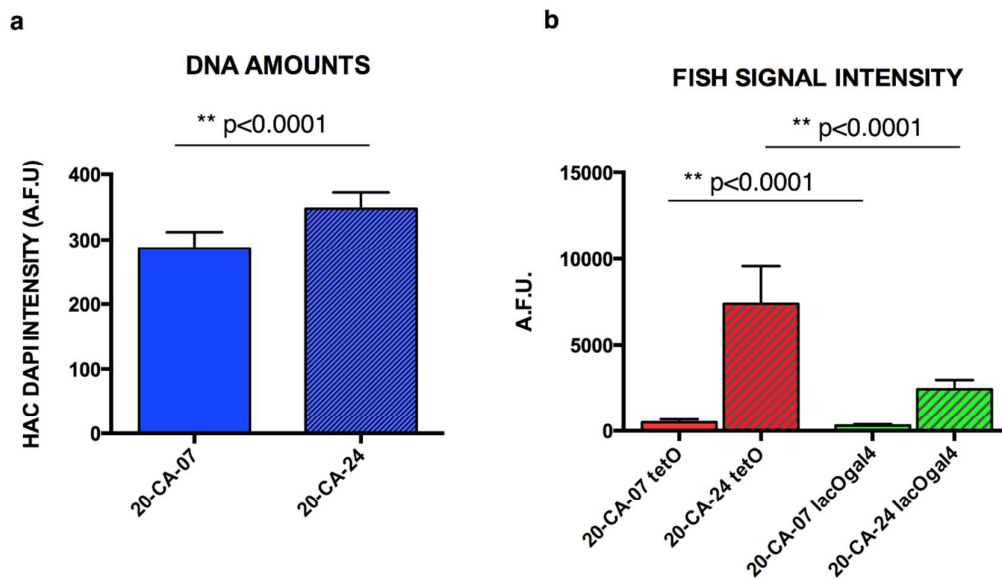 a
DNA AMOUNTS
** p<0.0001
HAC DAPI INTENSITY (A.F.U)
400
300
200
100
0
20-CA-07
20-CA-24
b
FISH SIGNAL INTENSITY
** p<0.0001
** p<0.0001
A.F.U.
15000
10000
5000
0
20-CA-07 tetO
20-CA-24 tetO
20-CA-07 lacOgal4
20-CA-24 lacOgal4